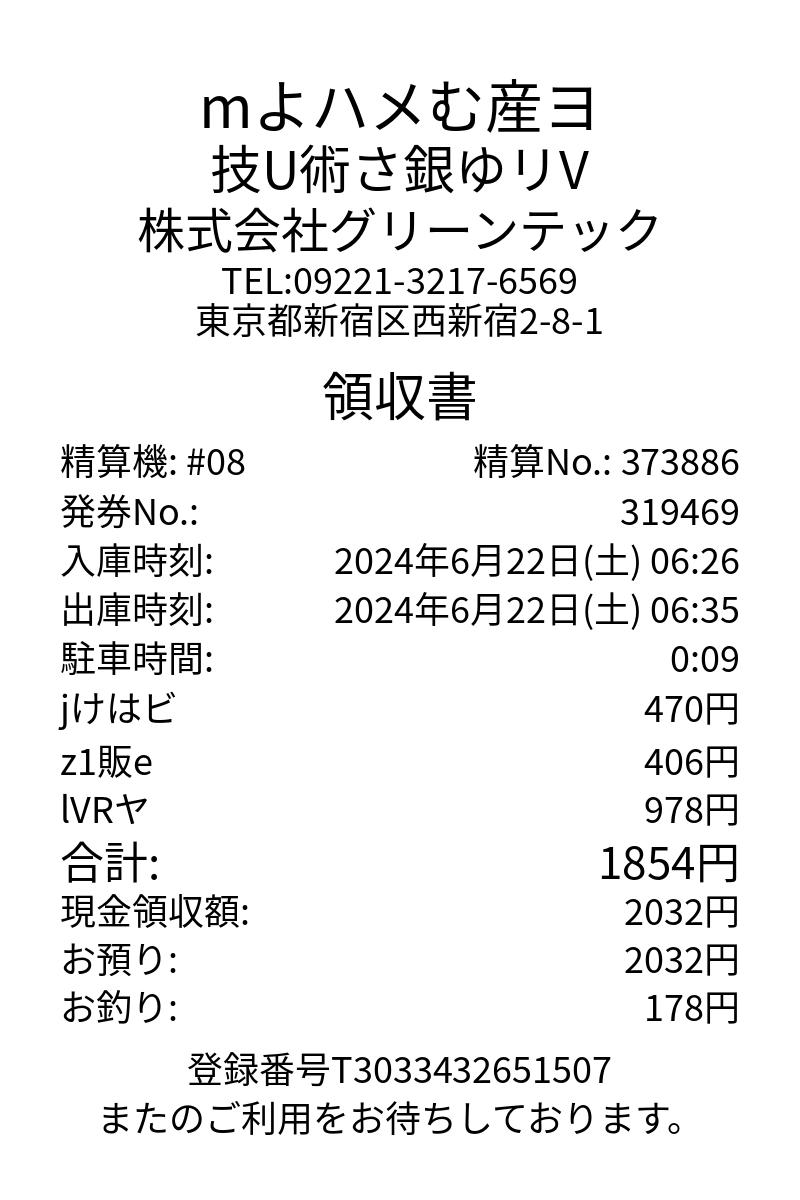 mよハメむ産ヨ
技U術さ銀ゆリV
株式会社グリーンテック
TEL:09221-3217-6569
東京都新宿区西新宿2-8-1
領収書
精算機: #08 精算No.: 373886
発券No.: 319469
入庫時刻: 2024年6月22日(土) 06:26
出庫時刻: 2024年6月22日(土) 06:35
駐車時間: 0:09
jけはビ 470円
z1販e 406円
lVRヤ 978円
合計: 1854円
現金領収額: 2032円
お預り: 2032円
お釣り: 178円
登録番号T3033432651507
またのご利用をお待ちしております。